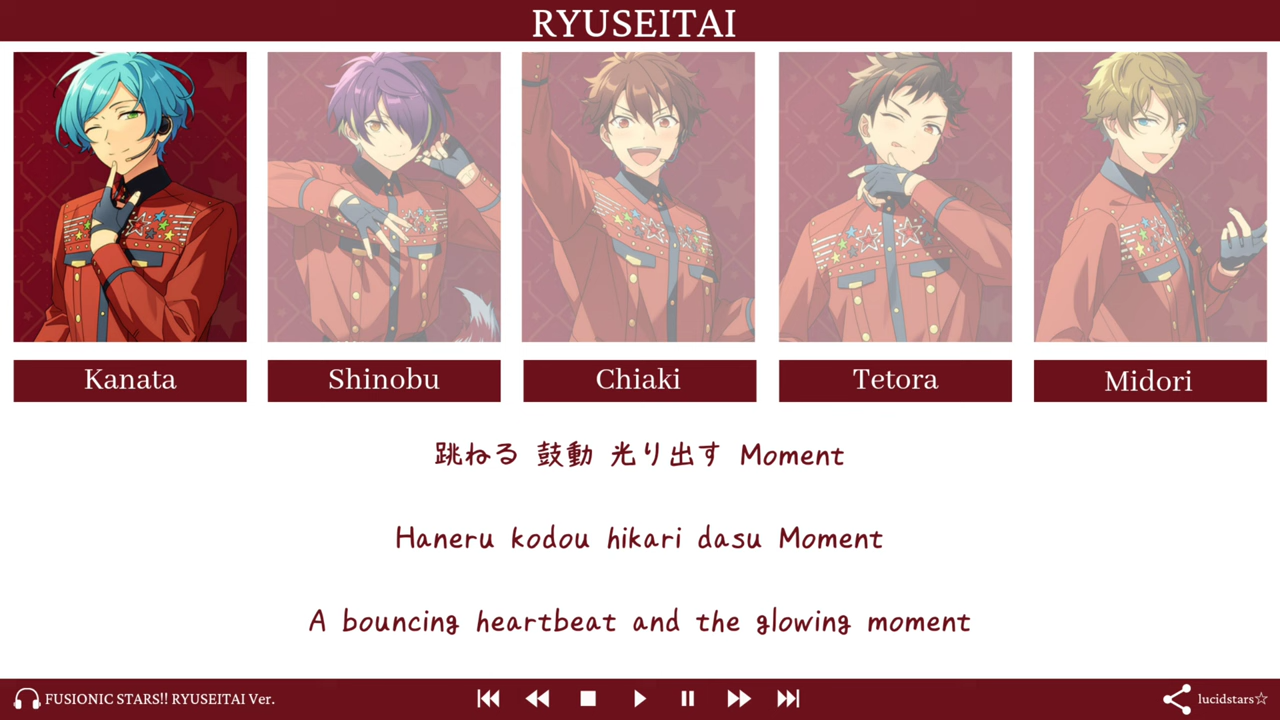 RYUSEITAI
Kanata
Shinobu
Chiaki
Tetora
Midori
跳ねる 鼓動 光り出す Moment
Haneru kodou hikari dasu Moment
A bouncing heartbeat and the glowing moment
FUSIONIC STARS!! RYUSEITAI Ver.
lucidstars☆